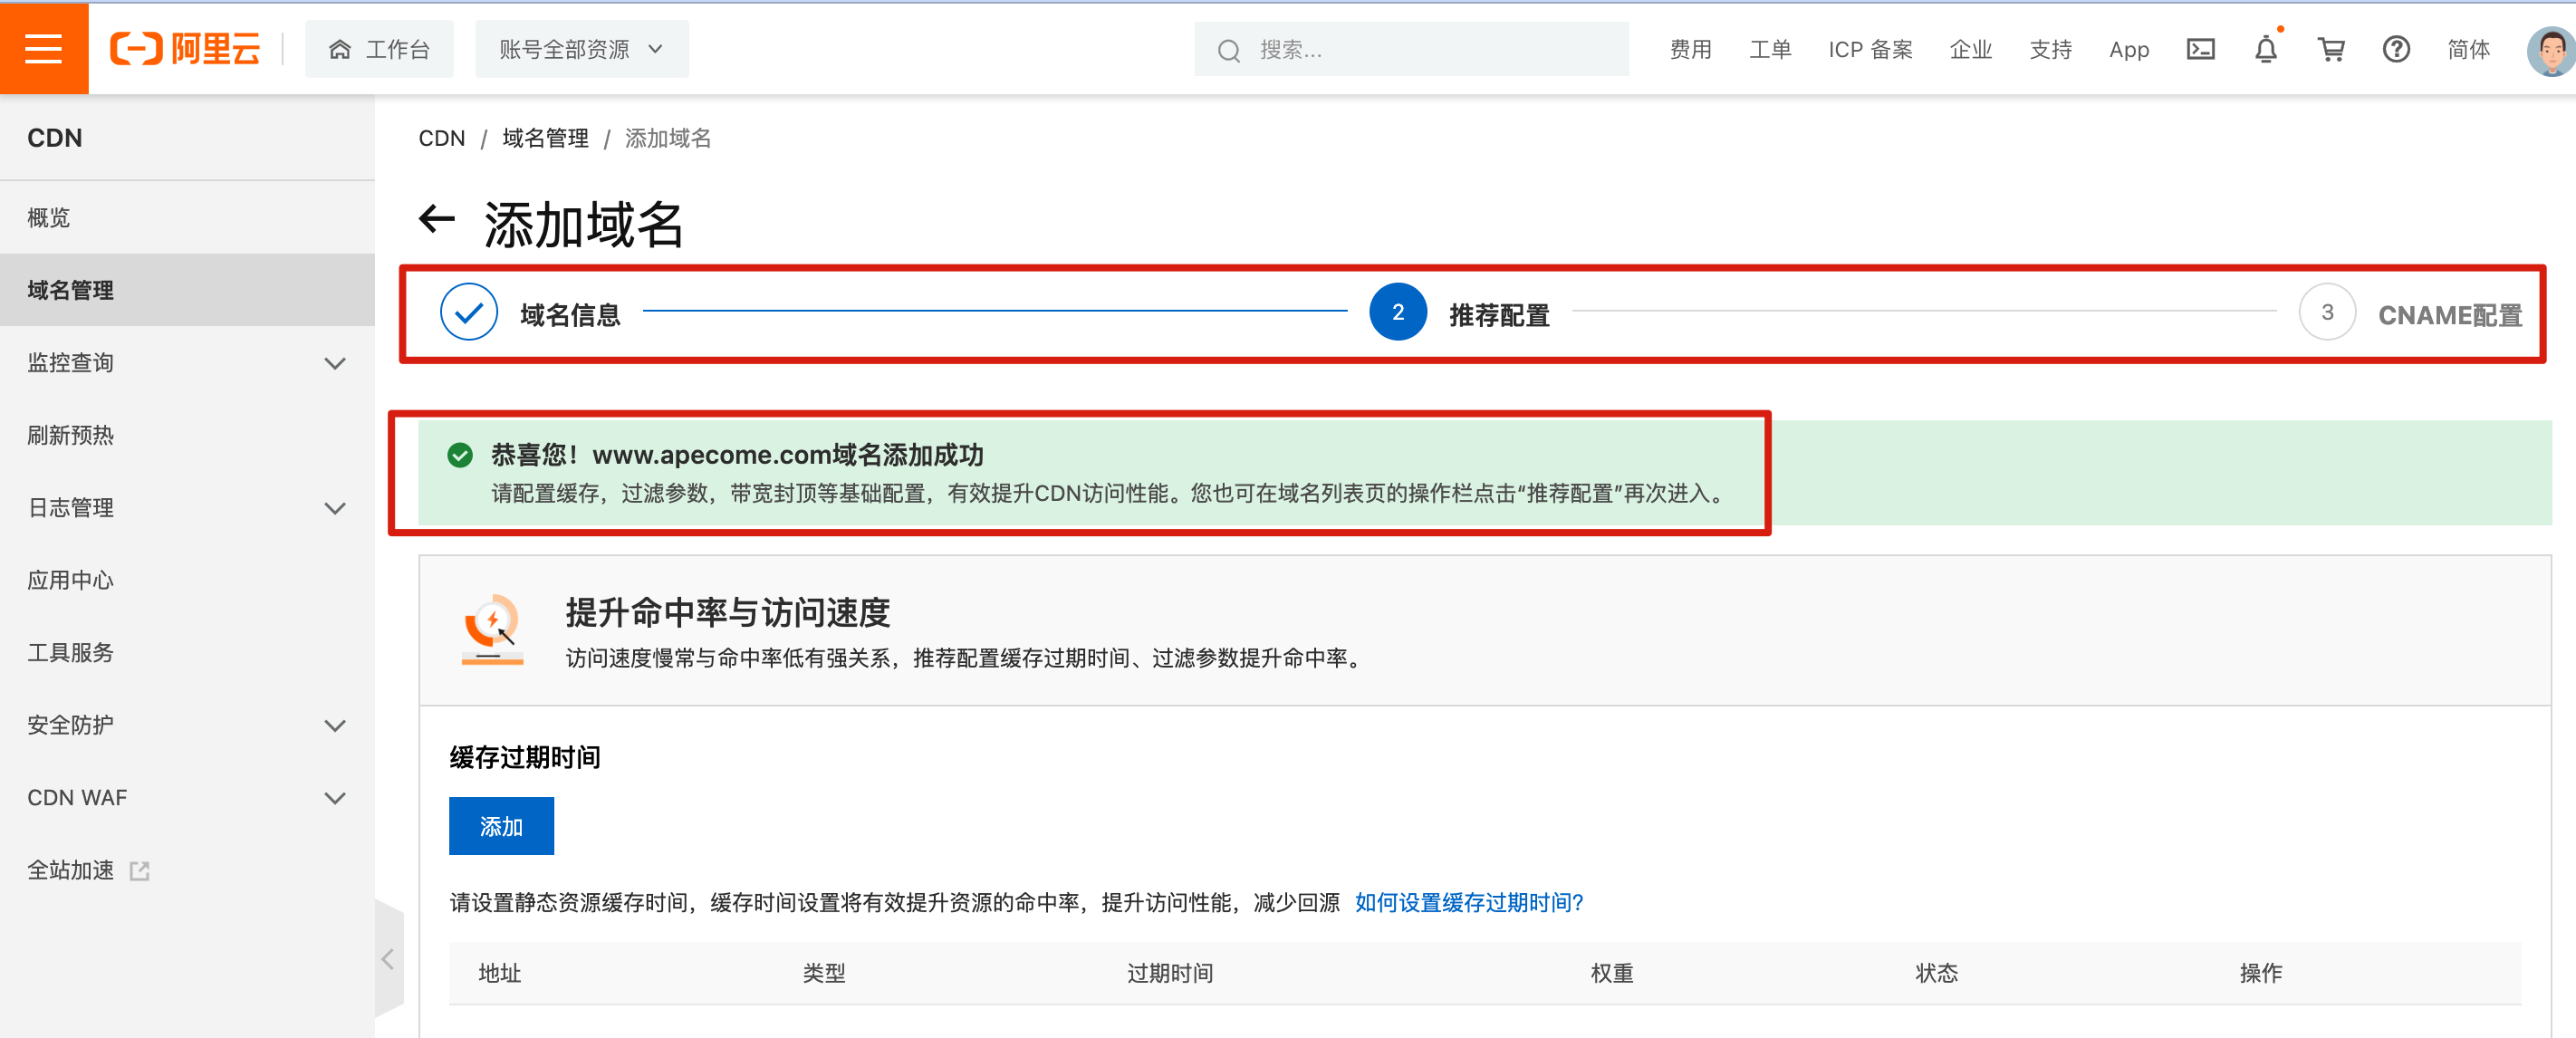 阿里云
工作台
账号全部资源
搜索...
费用 工单 ICP 备案 企业 支持 App 简体
CDN
概览
域名管理
监控查询
刷新预热
日志管理
应用中心
工具服务
安全防护
CDN WAF
全站加速
CDN / 域名管理 / 添加域名
添加域名
域名信息
2 推荐配置
3 CNAME配置
恭喜您！www.apecome.com域名添加成功
请配置缓存，过滤参数，带宽封顶等基础配置，有效提升CDN访问性能。您也可在域名列表页的操作栏点击“推荐配置”再次进入。
提升命中率与访问速度
访问速度慢常与命中率低有强关系，推荐配置缓存过期时间、过滤参数提升命中率。
缓存过期时间
添加
请设置静态资源缓存时间，缓存时间设置将有效提升资源的命中率，提升访问性能，减少回源 如何设置缓存过期时间?
地址 类型 过期时间 权重 状态 操作